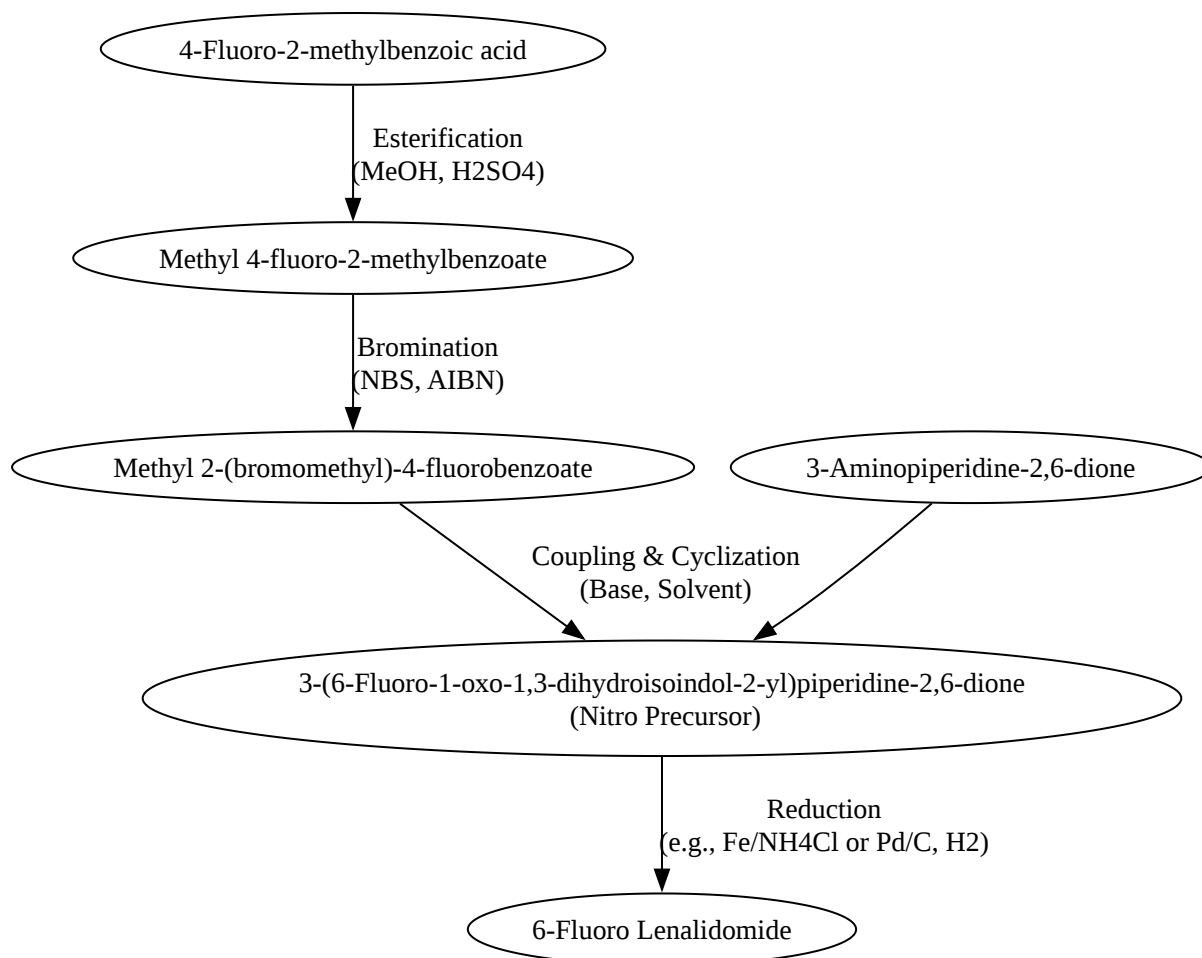 4-Fluoro-2-methylbenzoic acid
Esterification
(MeOH, H2SO4)
Methyl 4-fluoro-2-methylbenzoate
Bromination
(NBS, AIBN)
Methyl 2-(bromomethyl)-4-fluorobenzoate
3-Aminopiperidine-2,6-dione
Coupling & Cyclization
(Base, Solvent)
3-(6-Fluoro-1-oxo-1,3-dihydroisoindol-2-yl)piperidine-2,6-dione
(Nitro Precursor)
Reduction
(e.g., Fe/NH4Cl or Pd/C, H2)
6-Fluoro Lenalidomide